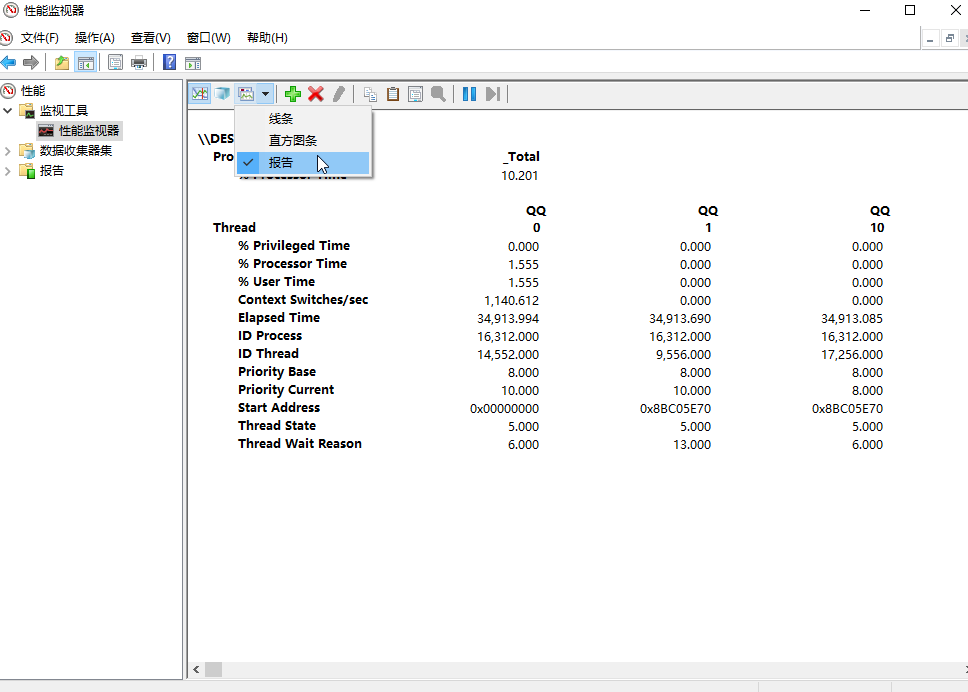 性能监视器
文件(F) 操作(A) 查看(V) 窗口(W) 帮助(H)
性能
监视工具
性能监视器
数据收集器集
报告
线条
直方图条
报告
\\DES
Pro
_Total
10.201
QQ QQ QQ
Thread 0 1 10
% Privileged Time 0.000 0.000 0.000
% Processor Time 1.555 0.000 0.000
% User Time 1.555 0.000 0.000
Context Switches/sec 1,140.612 0.000 0.000
Elapsed Time 34,913.994 34,913.690 34,913.085
ID Process 16,312.000 16,312.000 16,312.000
ID Thread 14,552.000 9,556.000 17,256.000
Priority Base 8.000 8.000 8.000
Priority Current 10.000 10.000 8.000
Start Address 0x00000000 0x8BC05E70 0x8BC05E70
Thread State 5.000 5.000 5.000
Thread Wait Reason 6.000 13.000 6.000